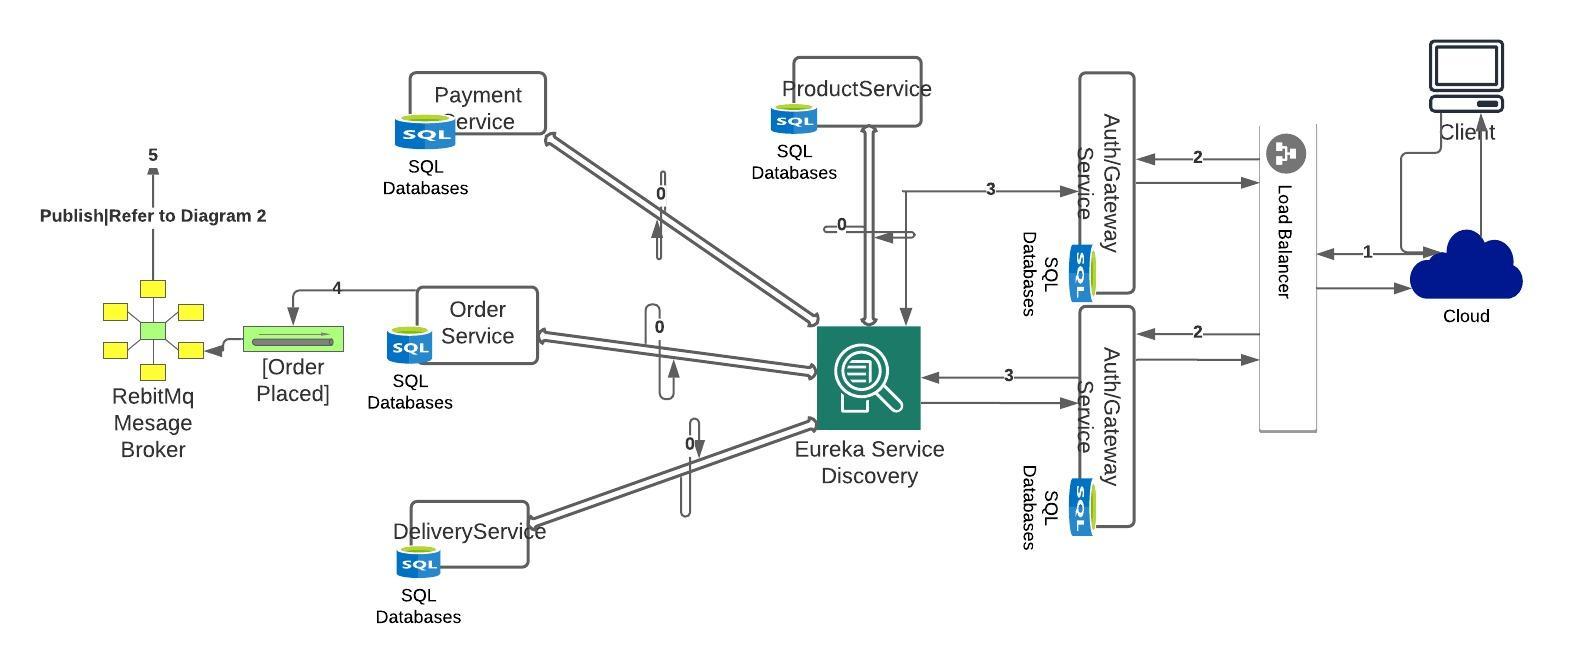 Payment
Service
SQL
SQL
Databases
ProductService
SQL
SQL
Databases
Auth/Gateway
Service
SQL
SQL
Databases
2
Load Balancer
Client
1
Cloud
3
0
0
5
Publish|Refer to Diagram 2
4
Order
Service
SQL
SQL
Databases
[Order
Placed]
RebitMq
Mesage
Broker
0
Eureka Service
Discovery
3
Auth/Gateway
Service
SQL
SQL
Databases
2
0
DeliveryService
SQL
SQL
Databases